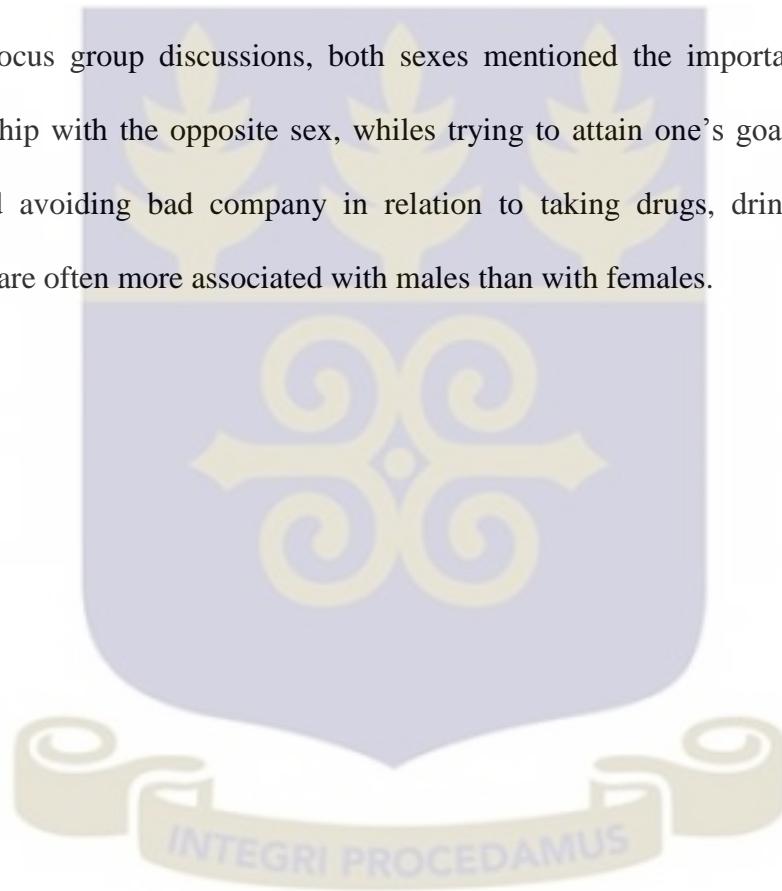 ocus group discussions, both sexes mentioned the importa
hip with the opposite sex, whiles trying to attain one’s goa
avoiding bad company in relation to taking drugs, drin
are often more associated with males than with females.
INTEGRI PROCEDAMUS